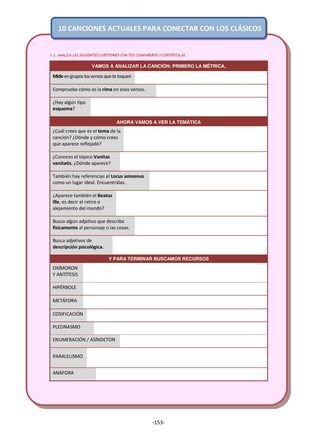 10 CANCIONES ACTUALES PARA CONECTAR CON LOS CLÁSICOS
1.2. ANALIZA LAS SIGUIENTES CUESTIONES CON TUS COMPAÑEROS Y CONTÉSTALAS.
VAMOS A ANALIZAR LA CANCIÓN: PRIMERO LA MÉTRICA.
Mide en grupos los versos que te toquen
Comprueba cómo es la rima en esos versos.
¿Hay algún tipo
esquema?
AHORA VAMOS A VER LA TEMÁTICA
¿Cuál crees que es el tema de la
canción? ¿Dónde y cómo crees
que aparece reflejado?
¿Conoces el tópico Vanitas
vanitatis, ¿Dónde aparece?
También hay referencias el Locus amoenus
como un lugar ideal. Encuentrálas.
¿Aparece también el Beatus
Ille, es decir el retiro o
alejamiento del mundo?
Busca algún adjetivo que describa
físicamente al personaje o las cosas.
Busca adjetivos de
descripción psicológica.
Y PARA TERMINAR BUSCAMOS RECURSOS
OXÍMORON
Y ANTÍTESIS
HIPÉRBOLE
METÁFORA
COSIFICACIÓN
PLEONASMO
ENUMERACIÓN / ASÍNDETON
PARALELISMO
ANÁFORA
-153-